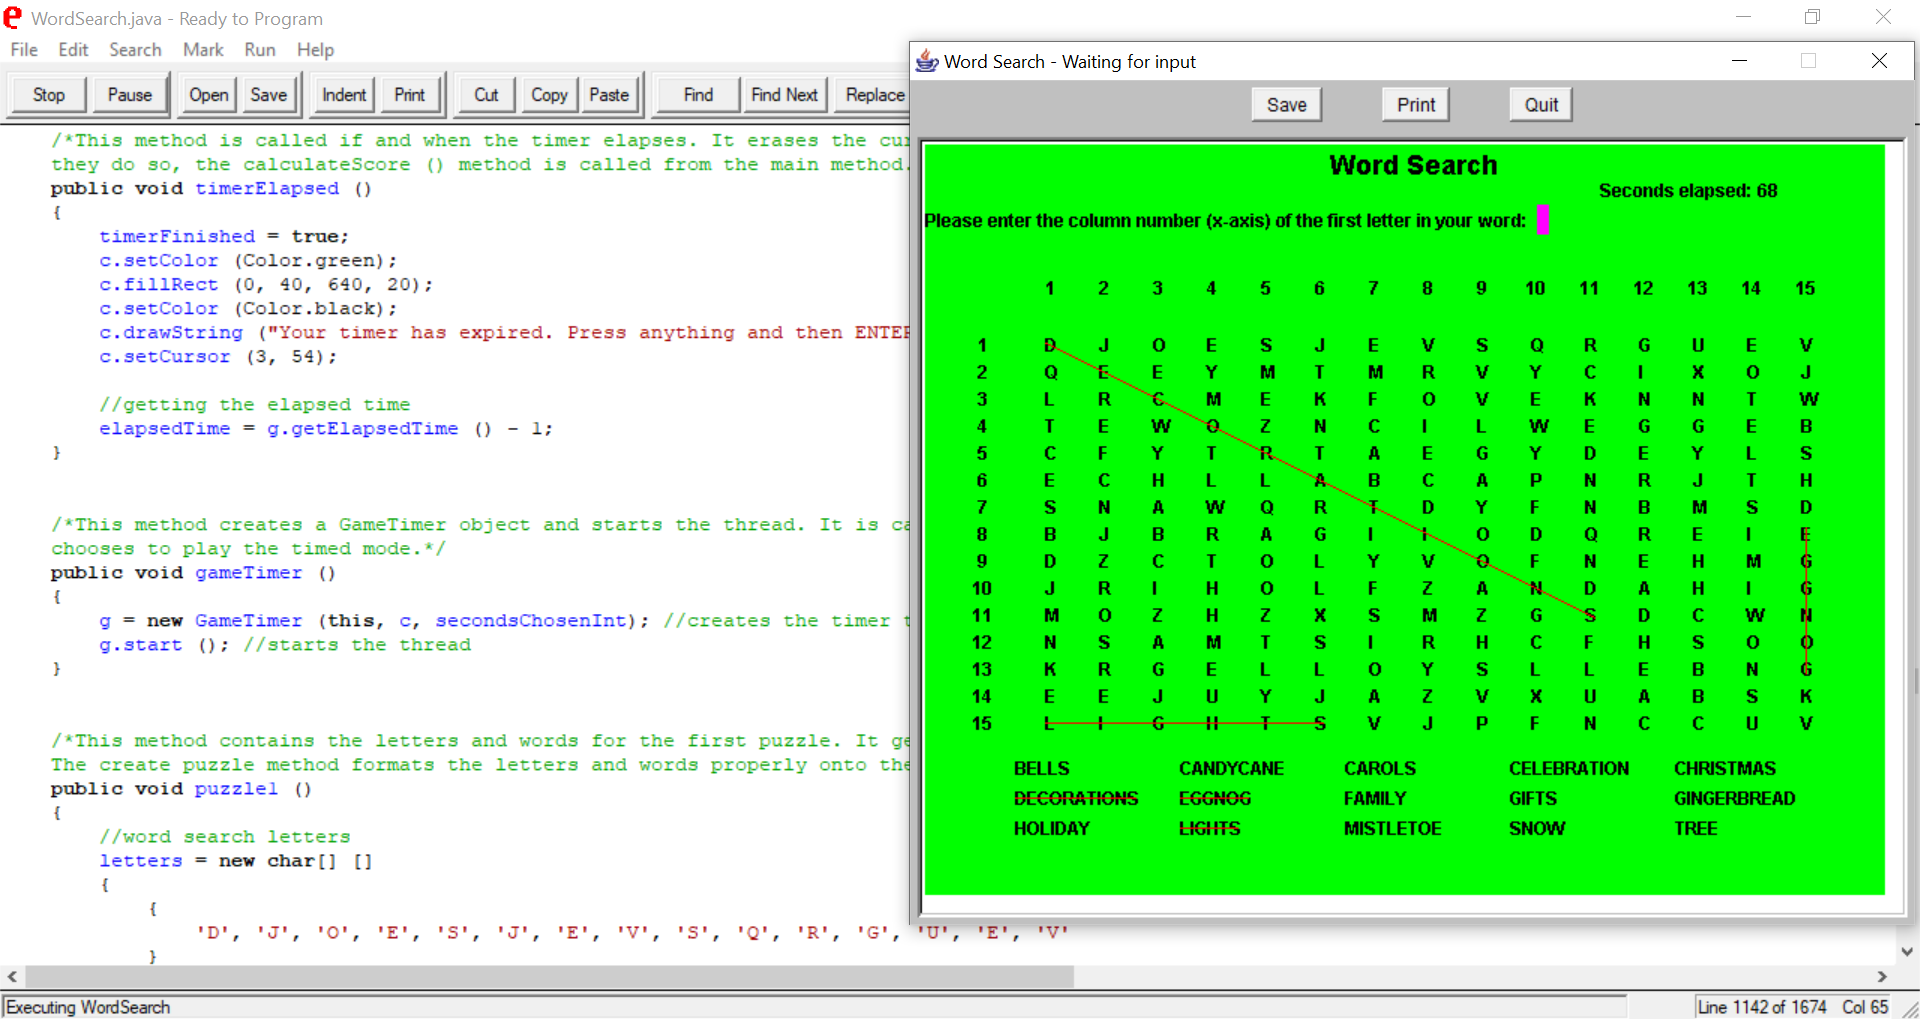 WordSearch.java - Ready to Program
File Edit Search Mark Run Help
Stop Pause Open Save Indent Print Cut Copy Paste Find Find Next Replace
/*This method is called if and when the timer elapses. It erases the cur
they do so, the calculateScore () method is called from the main method.
public void timerElapsed ()
{
timerFinished = true;
c.setColor (Color.green);
c.fillRect (0, 40, 640, 20);
c.setColor (Color.black);
c.drawString ("Your timer has expired. Press anything and then ENTER
c.setCursor (3, 54);
//getting the elapsed time
elapsedTime = g.getElapsedTime () - 1;
}
/*This method creates a GameTimer object and starts the thread. It is ca
chooses to play the timed mode.*/
public void gameTimer ()
{
g = new GameTimer (this, c, secondsChosenInt); //creates the timer t
g.start (); //starts the thread
}
/*This method contains the letters and words for the first puzzle. It ge
The create puzzle method formats the letters and words properly onto the
public void puzzle1 ()
{
//word search letters
letters = new char[] []
{
{
'D', 'J', 'O', 'E', 'S', 'J', 'E', 'V', 'S', 'Q', 'R', 'G', 'U', 'E', 'V'
}
Executing WordSearch
Line 1142 of 1674 Col 65
Word Search - Waiting for input
Save Print Quit
Word Search
Seconds elapsed: 68
Please enter the column number (x-axis) of the first letter in your word:
1 2 3 4 5 6 7 8 9 10 11 12 13 14 15
1 D J O E S J E V S Q R G U E V
2 Q E E Y M T M R V Y C I X O J
3 L R C M E K F O V E K N N T W
4 T E W O Z N C I L W E G G E B
5 C F Y T R T A E G Y D E Y L S
6 E C H L L A B C A P N R J T H
7 S N A W Q R T D Y F N B M S D
8 B J B R A G I I O D Q R E I E
9 D Z C T O L Y V O F N E H M G
10 J R I H O L F Z A N D A H I G
11 M O Z H Z X S M Z G S D C W N
12 N S A M T S I R H C F H S O O
13 K R G E L L O Y S L L E B N G
14 E E J U Y J A Z V X U A B S K
15 L I G H T S V J P F N C C U V
BELLS CANDYCANE CAROLS CELEBRATION CHRISTMAS
DECORATIONS EGGNOG FAMILY GIFTS GINGERBREAD
HOLIDAY LIGHTS MISTLETOE SNOW TREE